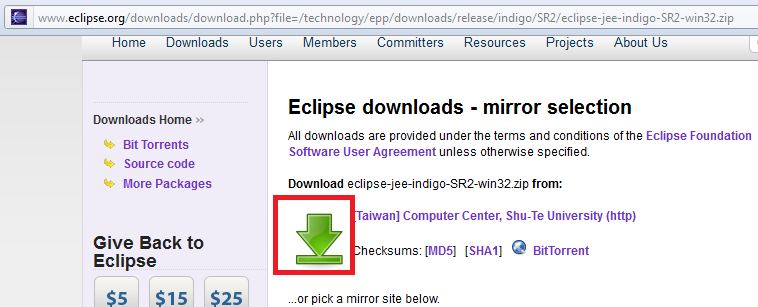 www.eclipse.org/downloads/download.php?file=/technology/epp/downloads/release/indigo/SR2/eclipse-jee-indigo-SR2-win32.zip
Home Downloads Users Members Committers Resources Projects About Us
Downloads Home »
Bit Torrents
Source code
More Packages
Give Back to
Eclipse
$5 $15 $25
Eclipse downloads - mirror selection
All downloads are provided under the terms and conditions of the Eclipse Foundation
Software User Agreement unless otherwise specified.
Download eclipse-jee-indigo-SR2-win32.zip from:
[Taiwan] Computer Center, Shu-Te University (http)
Checksums: [MD5] [SHA1] BitTorrent
...or pick a mirror site below.